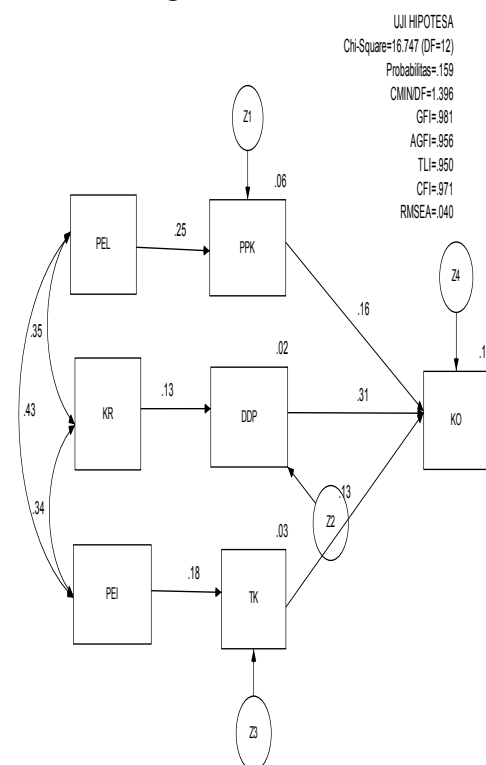 UJI HIPOTESA
Chi-Square=16.747 (DF=12)
Probabilitas=.159
CMIN/DF=1.396
GFI=.981
AGFI=.956
TLI=.950
CFI=.971
RMSEA=.040
Z1
.06
PEL
.25
PPK
Z4
.16
.35
.02
.1
.43
KR
.13
DDP
.31
KO
.34
.13
Z2
.03
PEI
.18
TK
Z3